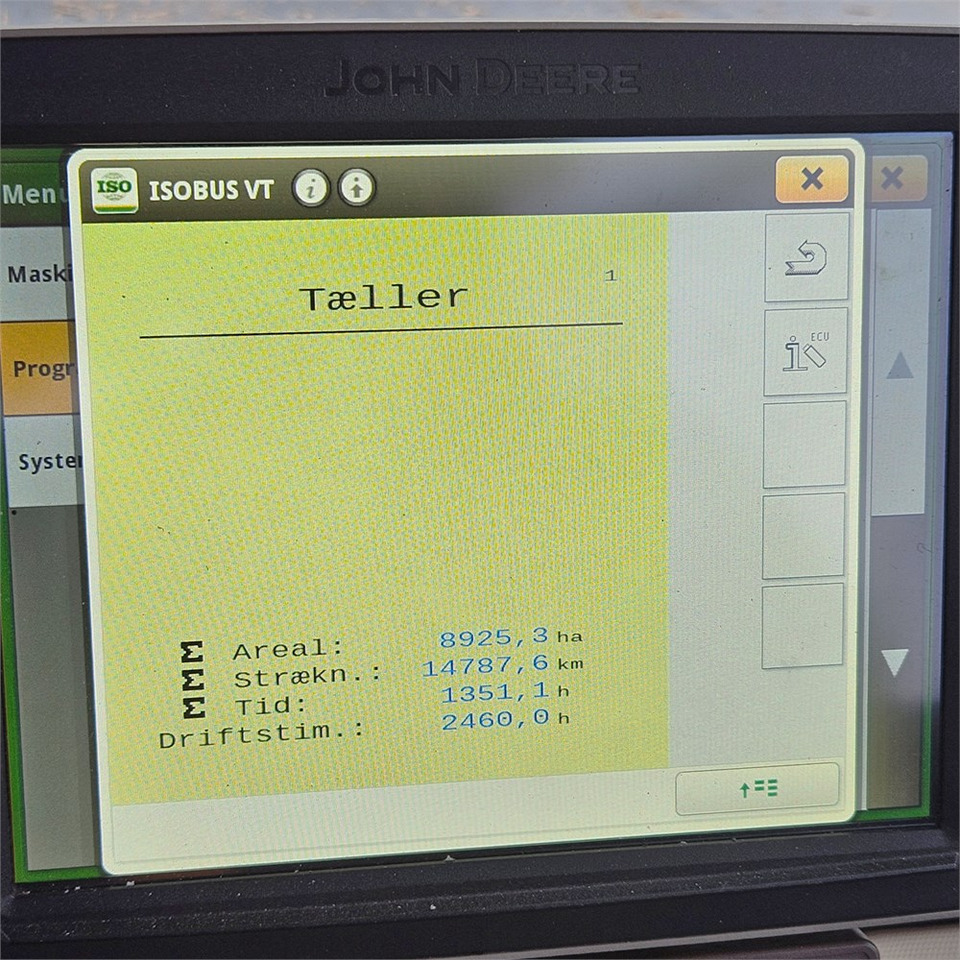 JOHN DEERE
Menu
ISO ISOBUS VT i
Maski
Progr
Syster
1
Tæller
ECU
i
Σ Areal: 8925,3 ha
Σ Strækn.: 14787,6 km
Σ Tid: 1351,1 h
Driftstim.: 2460,0 h